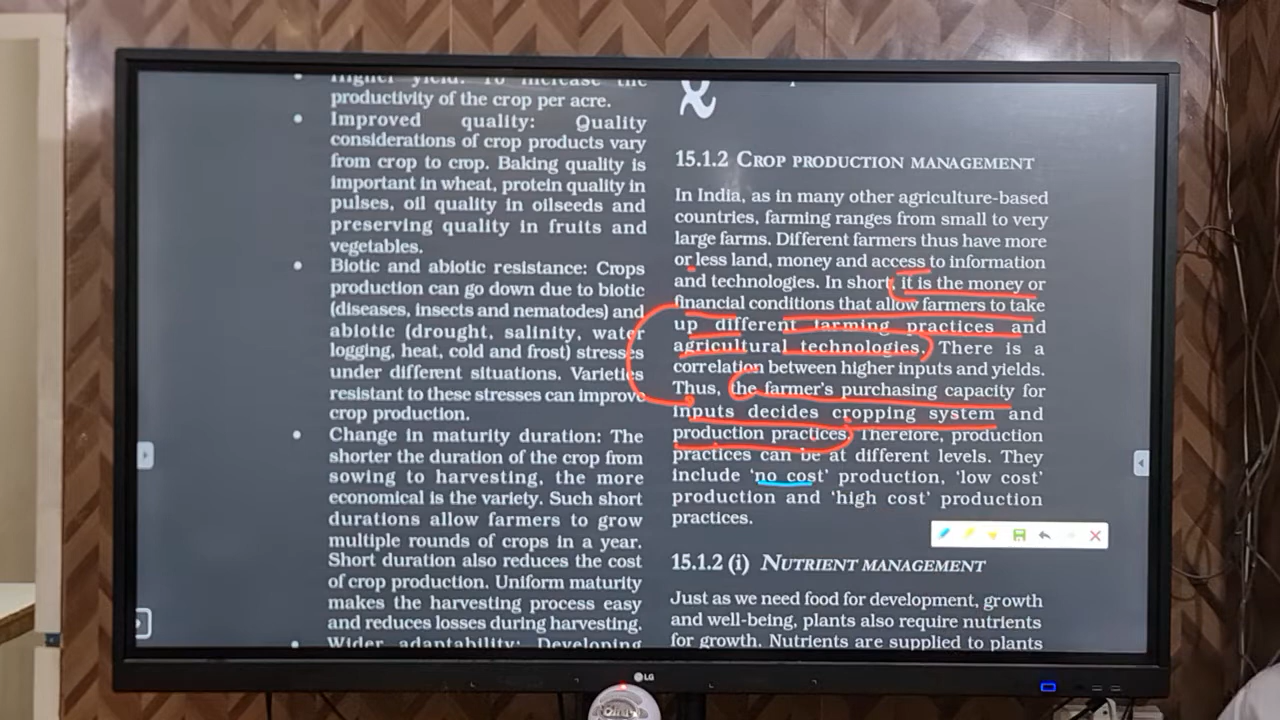 Higher yield: To increase the
productivity of the crop per acre.
• Improved quality: Quality
considerations of crop products vary
from crop to crop. Baking quality is
important in wheat, protein quality in
pulses, oil quality in oilseeds and
preserving quality in fruits and
vegetables.
• Biotic and abiotic resistance: Crops
production can go down due to biotic
(diseases, insects and nematodes) and
abiotic (drought, salinity, water
logging, heat, cold and frost) stresses
under different situations. Varieties
resistant to these stresses can improve
crop production.
• Change in maturity duration: The
shorter the duration of the crop from
sowing to harvesting, the more
economical is the variety. Such short
durations allow farmers to grow
multiple rounds of crops in a year.
Short duration also reduces the cost
of crop production. Uniform maturity
makes the harvesting process easy
and reduces losses during harvesting.
• Wider adaptability: Developing
15.1.2 CROP PRODUCTION MANAGEMENT
In India, as in many other agriculture-based
countries, farming ranges from small to very
large farms. Different farmers thus have more
or less land, money and access to information
and technologies. In short, it is the money or
financial conditions that allow farmers to take
up different farming practices and
agricultural technologies. There is a
correlation between higher inputs and yields.
Thus, the farmer's purchasing capacity for
inputs decides cropping system and
production practices. Therefore, production
practices can be at different levels. They
include 'no cost' production, 'low cost'
production and 'high cost' production
practices.
15.1.2 (i) NUTRIENT MANAGEMENT
Just as we need food for development, growth
and well-being, plants also require nutrients
for growth. Nutrients are supplied to plants
LG